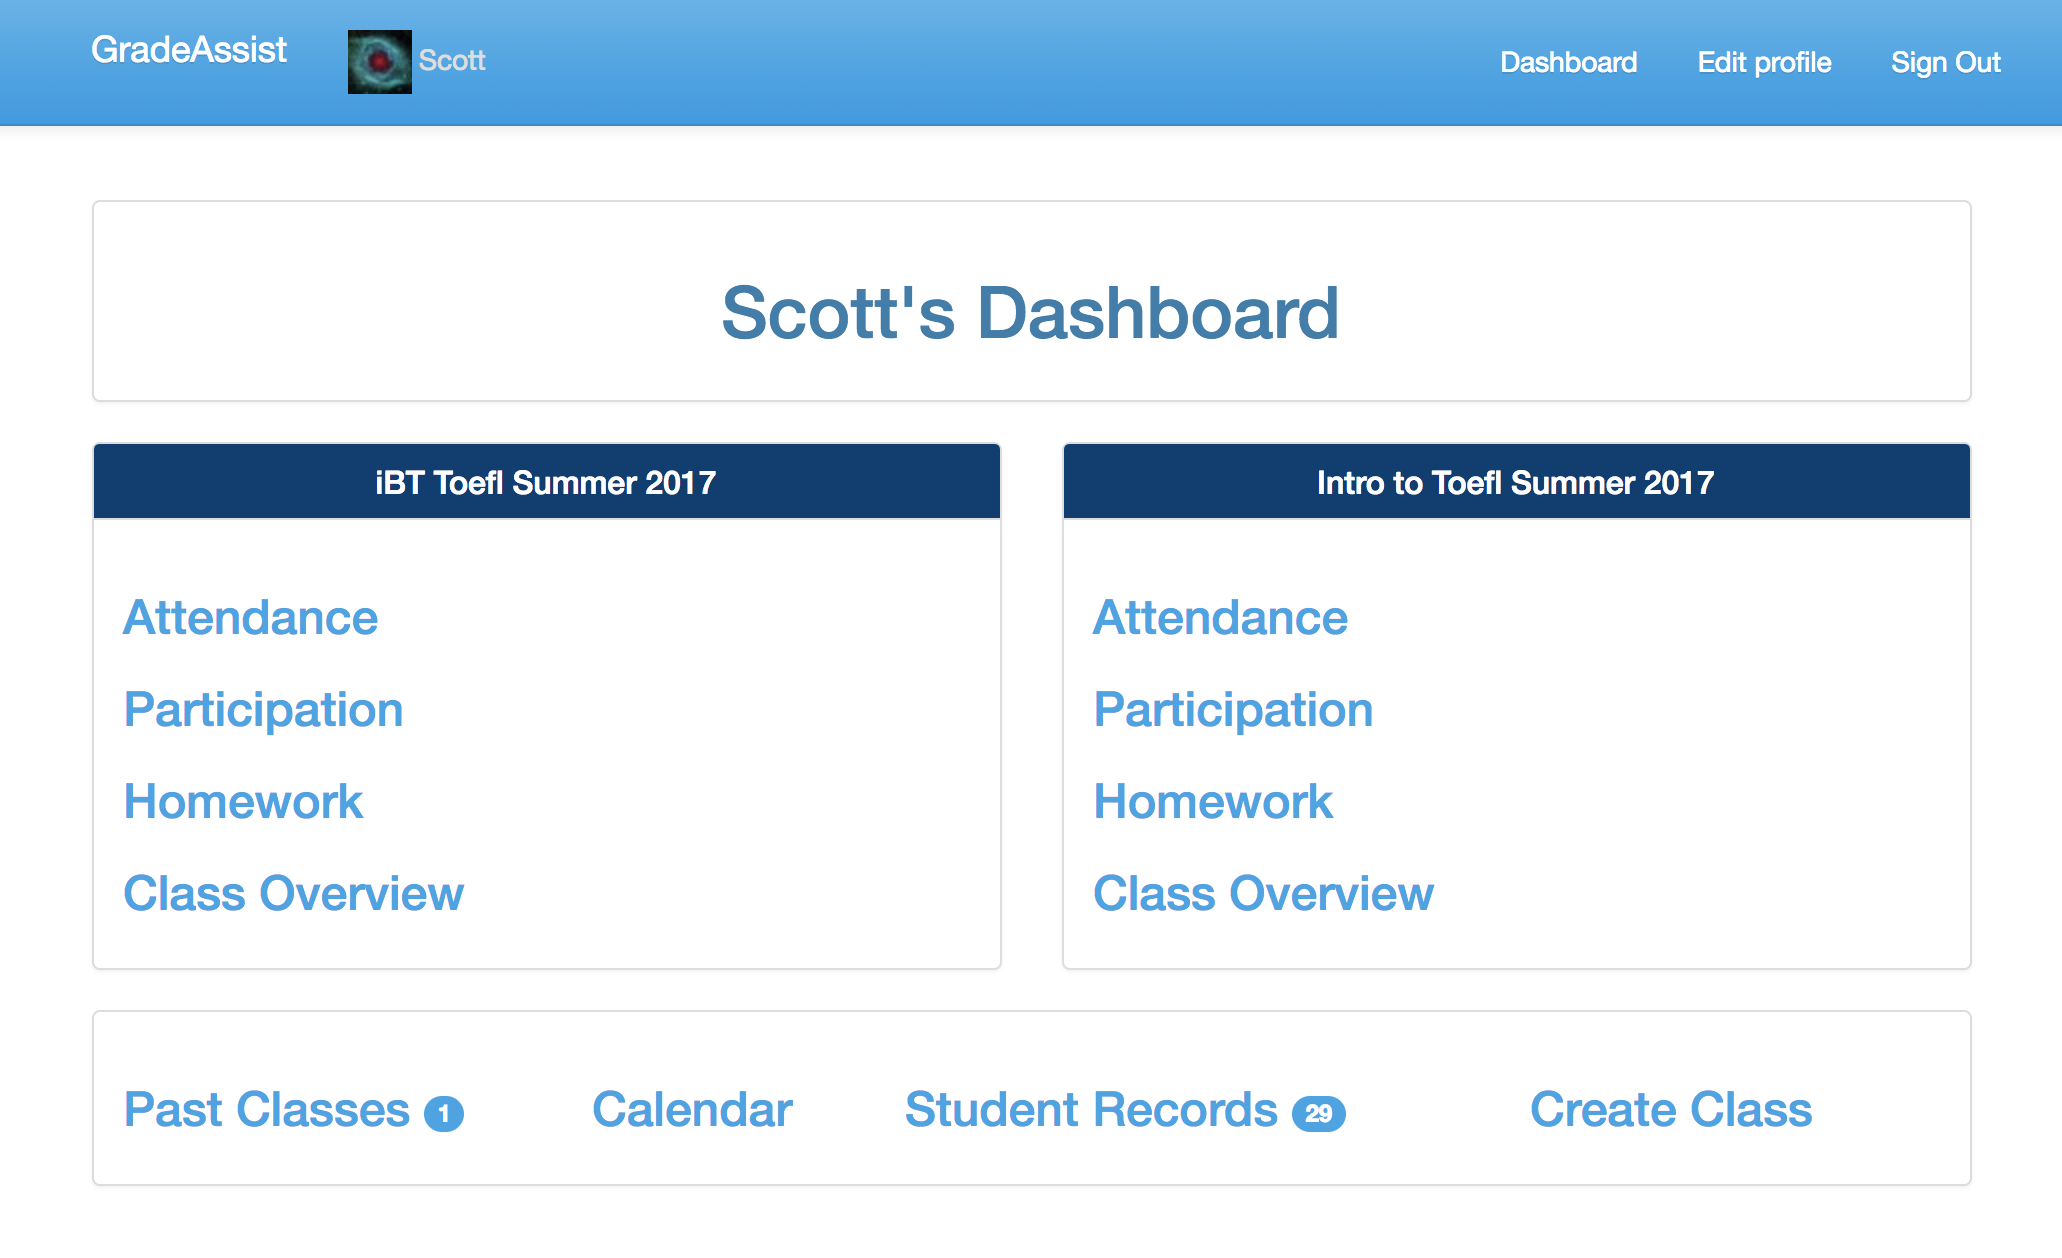 GradeAssist Scott Dashboard Edit profile Sign Out
Scott's Dashboard
iBT Toefl Summer 2017
Attendance
Participation
Homework
Class Overview
Intro to Toefl Summer 2017
Attendance
Participation
Homework
Class Overview
Past Classes 1 Calendar Student Records 29 Create Class